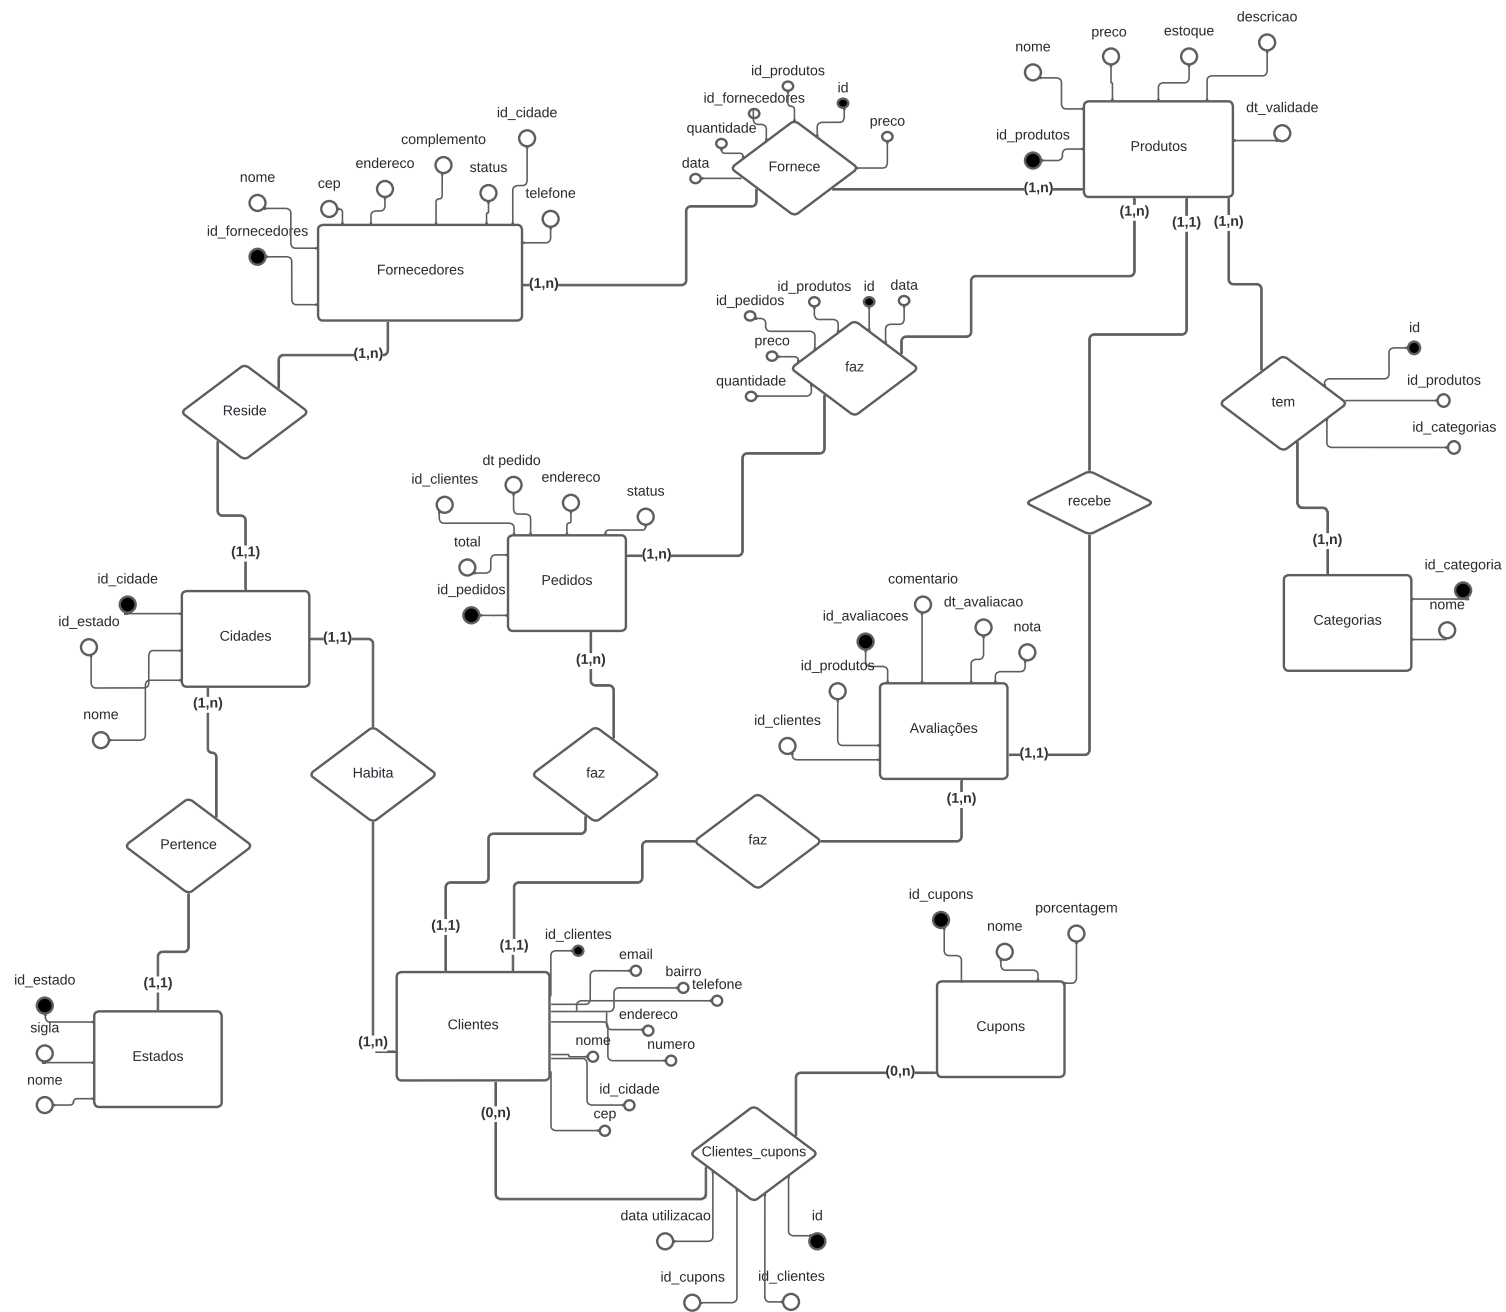 descricao
preco
estoque
nome
dt_validade
id_produtos
Produtos
(1,n)
(1,n)
(1,1)
(1,n)
id_produtos
id
id_fornecedores
preco
quantidade
data
Fornece
id_cidade
complemento
endereco
status
cep
nome
telefone
id_fornecedores
Fornecedores
(1,n)
(1,n)
Reside
(1,1)
id_produtos
id
data
id_pedidos
preco
quantidade
faz
id
id_produtos
id_categorias
tem
(1,n)
recebe
dt pedido
id_clientes
endereco
status
total
id_pedidos
Pedidos
(1,n)
(1,n)
id_categoria
nome
Categorias
id_cidade
id_estado
nome
Cidades
(1,1)
(1,n)
comentario
dt_avaliacao
id_avaliacoes
nota
id_produtos
id_clientes
Avaliações
(1,1)
(1,n)
Habita
faz
Pertence
faz
(1,1)
(1,1)
(1,1)
id_estado
sigla
nome
Estados
(1,n)
id_clientes
email
bairro
telefone
endereco
nome
numero
id_cidade
cep
Clientes
(0,n)
id_cupons
nome
porcentagem
Cupons
(0,n)
Clientes_cupons
data utilizacao
id
id_cupons
id_clientes